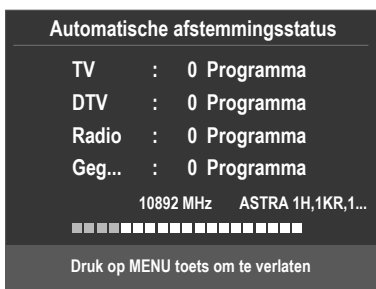 Automatische afstemmingsstatus
TV : 0 Programma
DTV : 0 Programma
Radio : 0 Programma
Geg... : 0 Programma
10892 MHz ASTRA 1H,1KR,1...
Druk op MENU toets om te verlaten